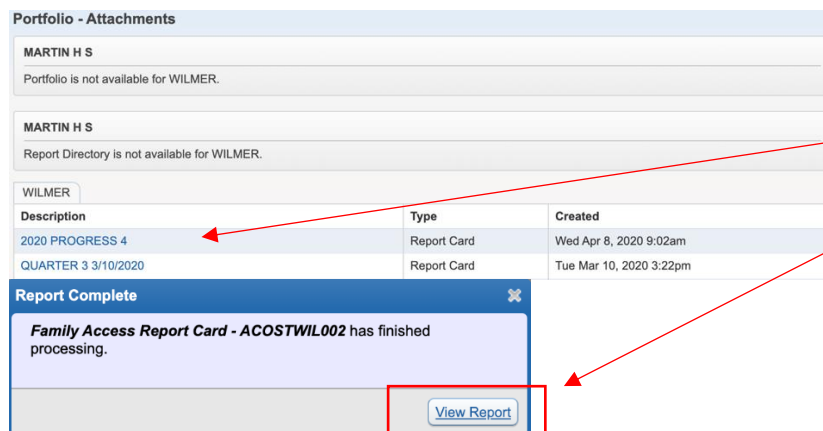 Portfolio - Attachments
MARTIN H S
Portfolio is not available for WILMER.
MARTIN H S
Report Directory is not available for WILMER.
WILMER
Description Type Created
2020 PROGRESS 4 Report Card Wed Apr 8, 2020 9:02am
QUARTER 3 3/10/2020 Report Card Tue Mar 10, 2020 3:22pm
Report Complete
Family Access Report Card - ACOSTWIL002 has finished
processing.
View Report